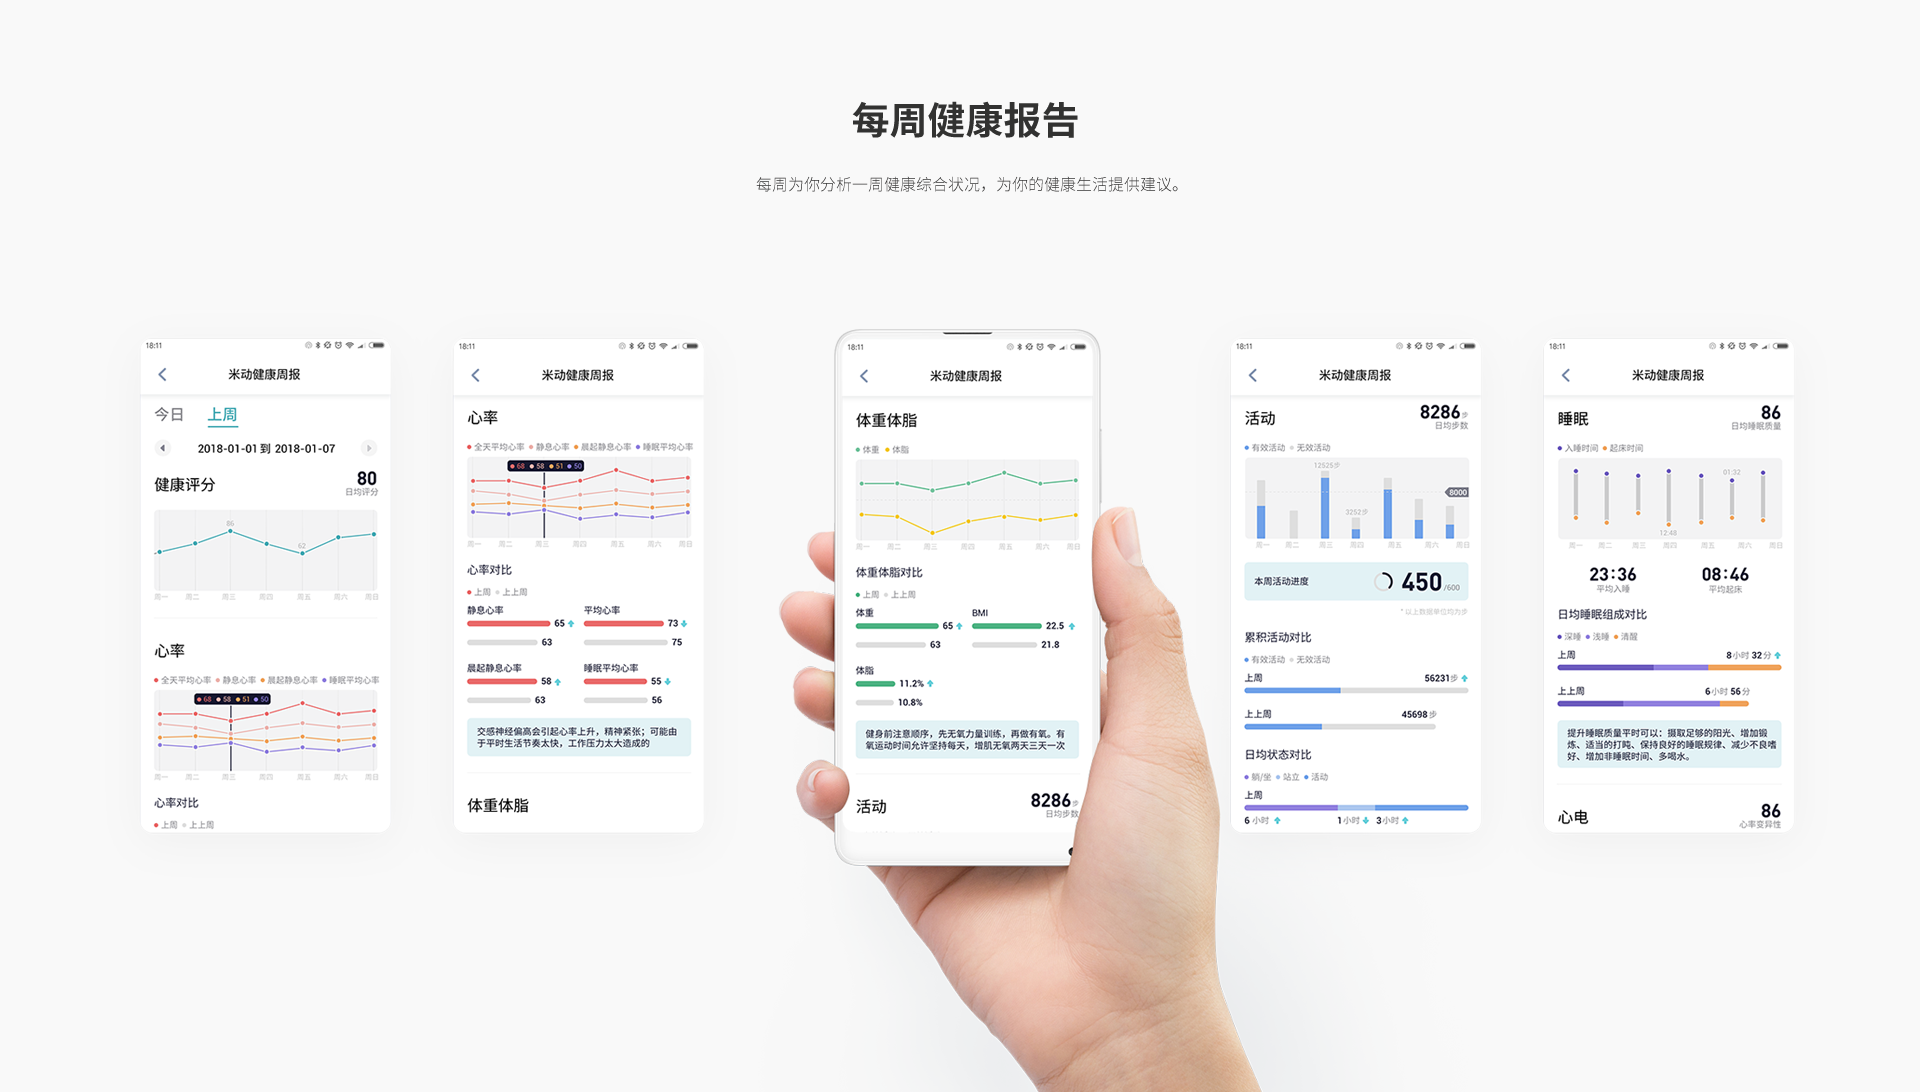 每周健康报告
每周为你分析一周健康综合状况，为你的健康生活提供建议。
18:11
米动健康周报
今日 上周
2018-01-01 到 2018-01-07
健康评分 80
日均评分
86
62
周一 周二 周三 周四 周五 周六 周日
心率
全天平均心率 静息心率 晨起静息心率 睡眠平均心率
68 58 51 50
周一 周二 周三 周四 周五 周六 周日
心率对比
上周 上上周
18:11
米动健康周报
心率
全天平均心率 静息心率 晨起静息心率 睡眠平均心率
68 58 51 50
周一 周二 周三 周四 周五 周六 周日
心率对比
上周 上上周
静息心率 平均心率
65 73
63 75
晨起静息心率 睡眠平均心率
58 55
63 56
交感神经偏高会引起心率上升，精神紧张；可能由
于平时生活节奏太快，工作压力太大造成的
体重体脂
18:11
米动健康周报
体重体脂
体重 体脂
周一 周二 周三 周四 周五 周六 周日
体重体脂对比
上周 上上周
体重 BMI
65 22.5
63 21.8
体脂
11.2%
10.8%
健身前注意顺序，先无氧力量训练，再做有氧。有
氧运动时间允许坚持每天，增肌无氧两天三天一次
活动 8286步
日均步数
18:11
米动健康周报
活动 8286步
日均步数
有效活动 无效活动
12525步
8000
3252步
周一 周二 周三 周四 周五 周六 周日
本周活动进度 450/600
* 以上数据单位均为步
累积活动对比
有效活动 无效活动
上周 56231步
上上周 45698步
日均状态对比
躺/坐 站立 活动
上周
6小时 1小时 3小时
18:11
米动健康周报
睡眠 86
日均睡眠质量
入睡时间 起床时间
01:32
12:48
周一 周二 周三 周四 周五 周六 周日
23:36 08:46
平均入睡 平均起床
日均睡眠组成对比
深睡 浅睡 清醒
上周 8小时32分
上上周 6小时56分
提升睡眠质量平时可以：摄取足够的阳光、增加锻
炼、适当的打盹、保持良好的睡眠规律、减少不良嗜
好、增加非睡眠时间、多喝水。
心电 86
心率变异性